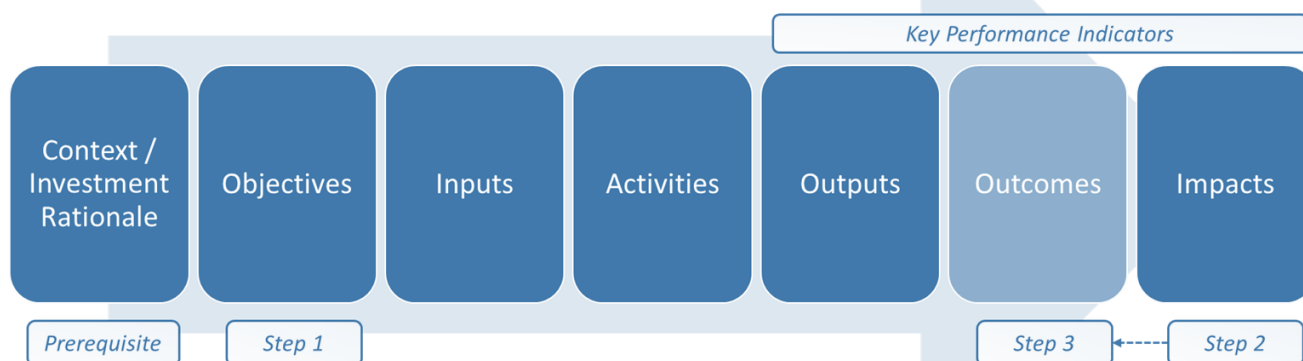 Key Performance Indicators
Context /
Investment
Rationale
Objectives
Inputs
Activities
Outputs
Outcomes
Impacts
Prerequisite
Step 1
Step 3
Step 2